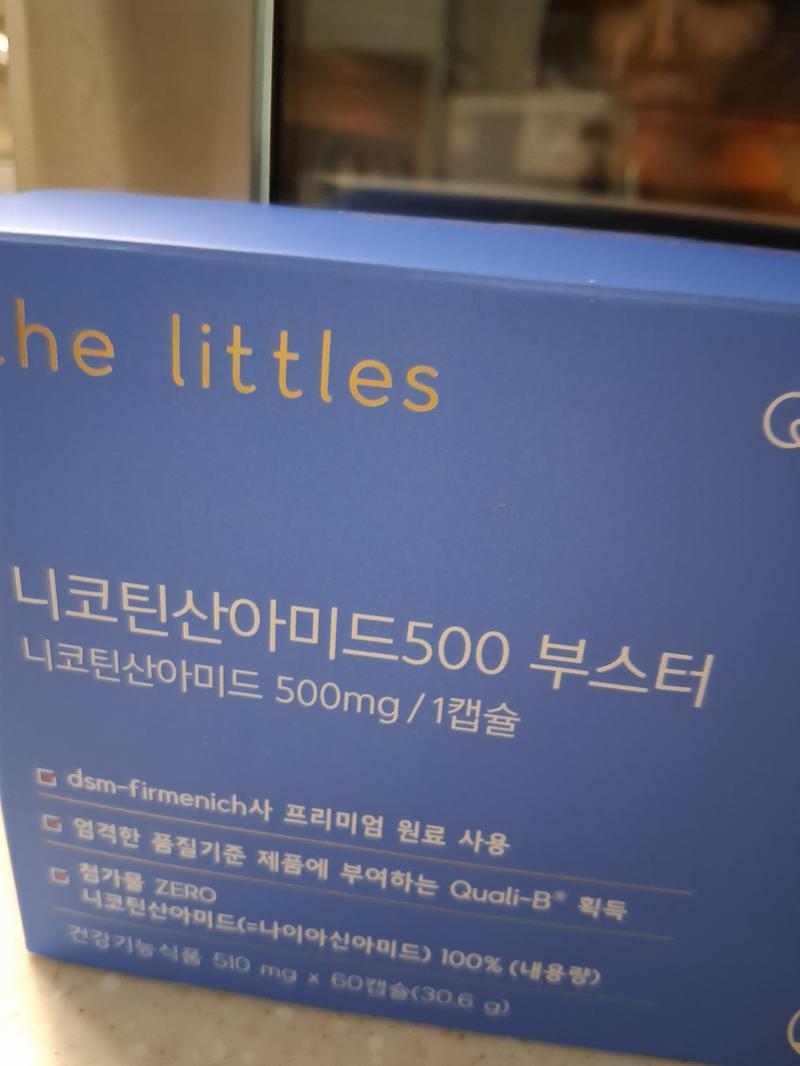 the littles
니코틴산아미드500 부스터
니코틴산아미드 500mg/1캡슐
dsm-firmenich사 프리미엄 원료 사용
엄격한 품질기준 제품에 부여하는 Quali-B® 획득
첨가물 ZERO
니코틴산아미드(=나이아신아미드) 100% (내용량)
건강기능식품 510 mg x 60캡슐(30.6 g)